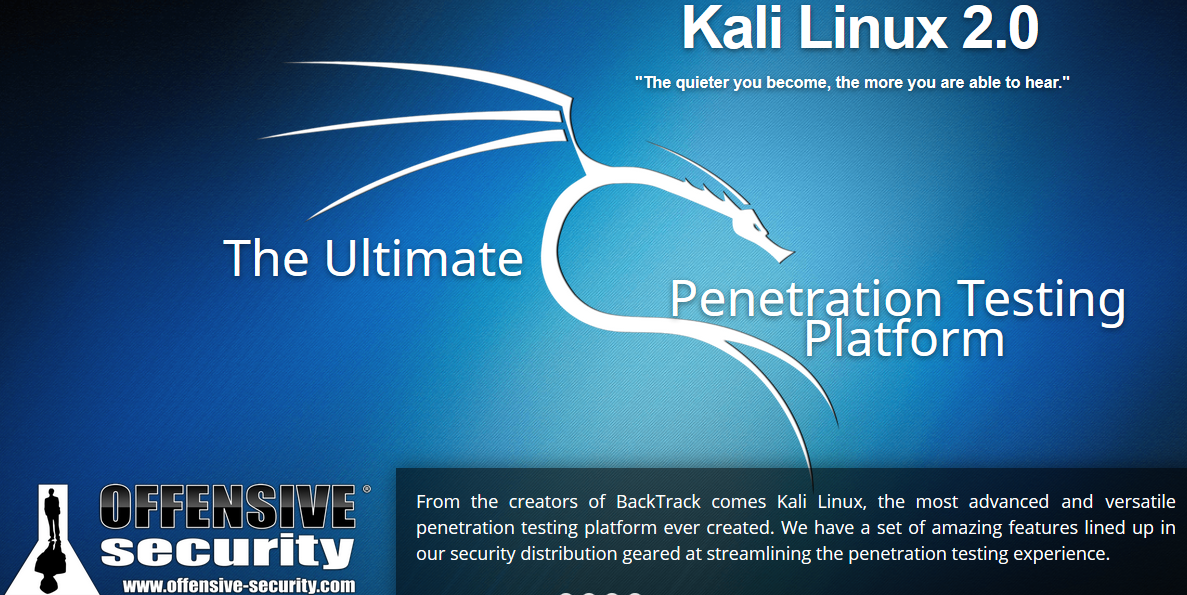 Kali Linux 2.0
"The quieter you become, the more you are able to hear."
The Ultimate
Penetration Testing
Platform
OFFENSIVE®
security
www.offensive-security.com
From the creators of BackTrack comes Kali Linux, the most advanced and versatile
penetration testing platform ever created. We have a set of amazing features lined up in
our security distribution geared at streamlining the penetration testing experience.